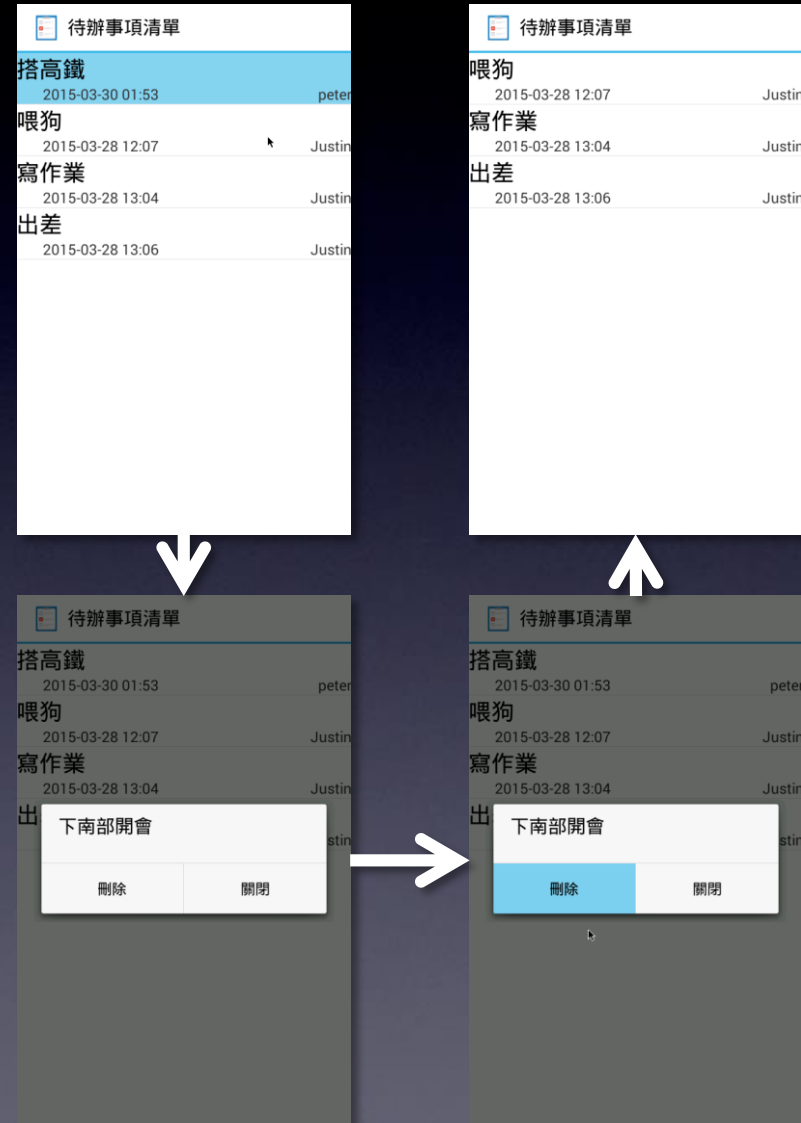 待辦事項清單
搭高鐵
2015-03-30 01:53 peter
喂狗
2015-03-28 12:07 Justin
寫作業
2015-03-28 13:04 Justin
出差
2015-03-28 13:06 Justin
待辦事項清單
喂狗
2015-03-28 12:07 Justin
寫作業
2015-03-28 13:04 Justin
出差
2015-03-28 13:06 Justin
待辦事項清單
搭高鐵
2015-03-30 01:53 peter
喂狗
2015-03-28 12:07 Justin
寫作業
2015-03-28 13:04 Justin
出
stin
下南部開會
刪除 關閉
待辦事項清單
搭高鐵
2015-03-30 01:53 peter
喂狗
2015-03-28 12:07 Justin
寫作業
2015-03-28 13:04 Justin
出
stin
下南部開會
刪除 關閉